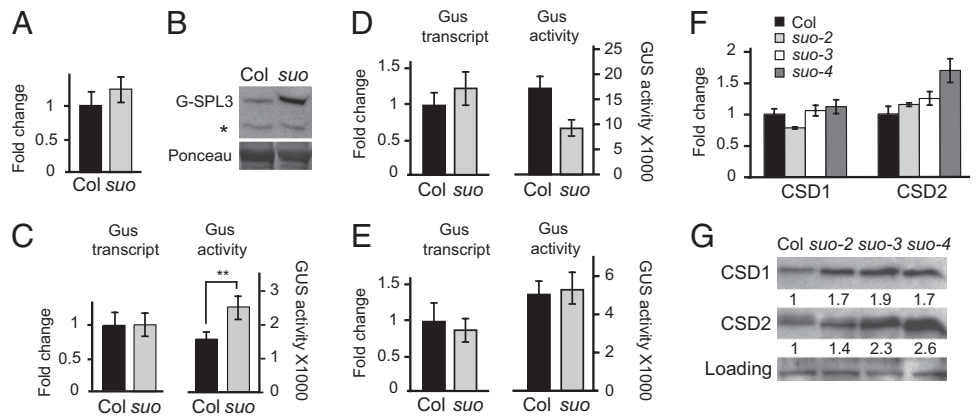 A
Fold change
1
0.5
0
Col suo
B
Col suo
G-SPL3
*
Ponceau
C
Gus transcript
Gus activity
**
Fold change
1
0.5
0
GUS activity X1000
3
2
1
0
Col suo
Col suo
D
Gus transcript
Gus activity
Fold change
1.5
1
0.5
0
GUS activity X1000
25
20
15
10
5
0
Col suo
Col suo
E
Gus transcript
Gus activity
Fold change
1.5
1
0.5
0
GUS activity X1000
6
4
2
0
Col suo
Col suo
F
Col
suo-2
suo-3
suo-4
Fold change
2
1.5
1
0.5
0
CSD1
CSD2
G
Col suo-2 suo-3 suo-4
CSD1
1 1.7 1.9 1.7
CSD2
1 1.4 2.3 2.6
Loading